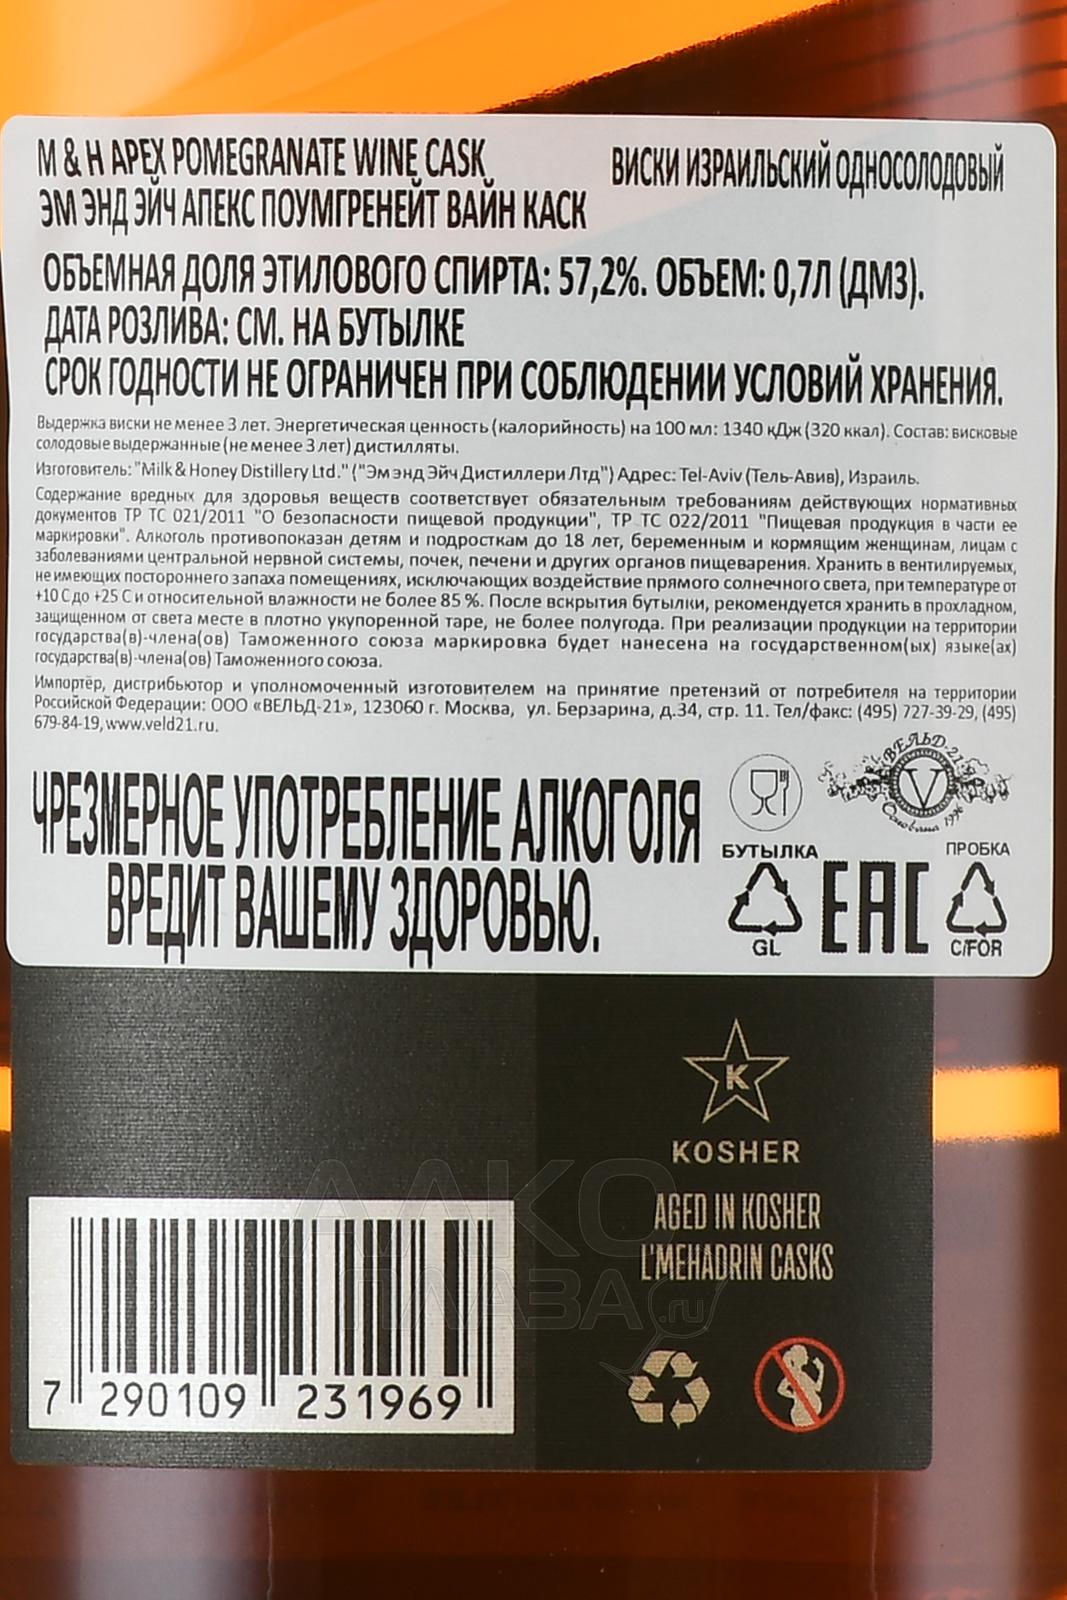 M & H APEX POMEGRANATE WINE CASK
ЭМ ЭНД ЭЙЧ АПЕКС ПОУМГРЕНЕЙТ ВАЙН КАСК
ВИСКИ ИЗРАИЛЬСКИЙ ОДНОСОЛОДОВЫЙ
ОБЪЕМНАЯ ДОЛЯ ЭТИЛОВОГО СПИРТА: 57,2%. ОБЪЕМ: 0,7Л (ДМ3).
ДАТА РОЗЛИВА: СМ. НА БУТЫЛКЕ
СРОК ГОДНОСТИ НЕ ОГРАНИЧЕН ПРИ СОБЛЮДЕНИИ УСЛОВИЙ ХРАНЕНИЯ.
Выдержка виски не менее 3 лет. Энергетическая ценность (калорийность) на 100 мл: 1340 кДж (320 ккал). Состав: висковые
солодовые выдержанные (не менее 3 лет) дистилляты.
Изготовитель: "Milk & Honey Distillery Ltd." ("Эм энд Эйч Дистиллери Лтд") Адрес: Tel-Aviv (Тель-Авив), Израиль.
Содержание вредных для здоровья веществ соответствует обязательным требованиям действующих нормативных
документов ТР ТС 021/2011 "О безопасности пищевой продукции", ТР ТС 022/2011 "Пищевая продукция в части ее
маркировки". Алкоголь противопоказан детям и подросткам до 18 лет, беременным и кормящим женщинам, лицам с
заболеваниями центральной нервной системы, почек, печени и других органов пищеварения. Хранить в вентилируемых,
не имеющих постороннего запаха помещениях, исключающих воздействие прямого солнечного света, при температуре от
+10 С до +25 С и относительной влажности не более 85 %. После вскрытия бутылки, рекомендуется хранить в прохладном,
защищенном от света месте в плотно укупоренной таре, не более полугода. При реализации продукции на территории
государства(в)-члена(ов) Таможенного союза маркировка будет нанесена на государственном(ых) языке(ах)
государства(в)-члена(ов) Таможенного союза.
Импортёр, дистрибьютор и уполномоченный изготовителем на принятие претензий от потребителя на территории
Российской Федерации: ООО «ВЕЛЬД-21», 123060 г. Москва, ул. Берзарина, д.34, стр. 11. Тел/факс: (495) 727-39-29, (495)
679-84-19, www.veld21.ru.
ЧРЕЗМЕРНОЕ УПОТРЕБЛЕНИЕ АЛКОГОЛЯ
ВРЕДИТ ВАШЕМУ ЗДОРОВЬЮ.
ВЕЛЬД-21
V
Основана 1996
БУТЫЛКА
ПРОБКА
EAC
GL
C/FOR
K
KOSHER
AGED IN KOSHER
L'MEHADRIN CASKS
АЛКО
ПЛАЗА.ru
7 290109 231969